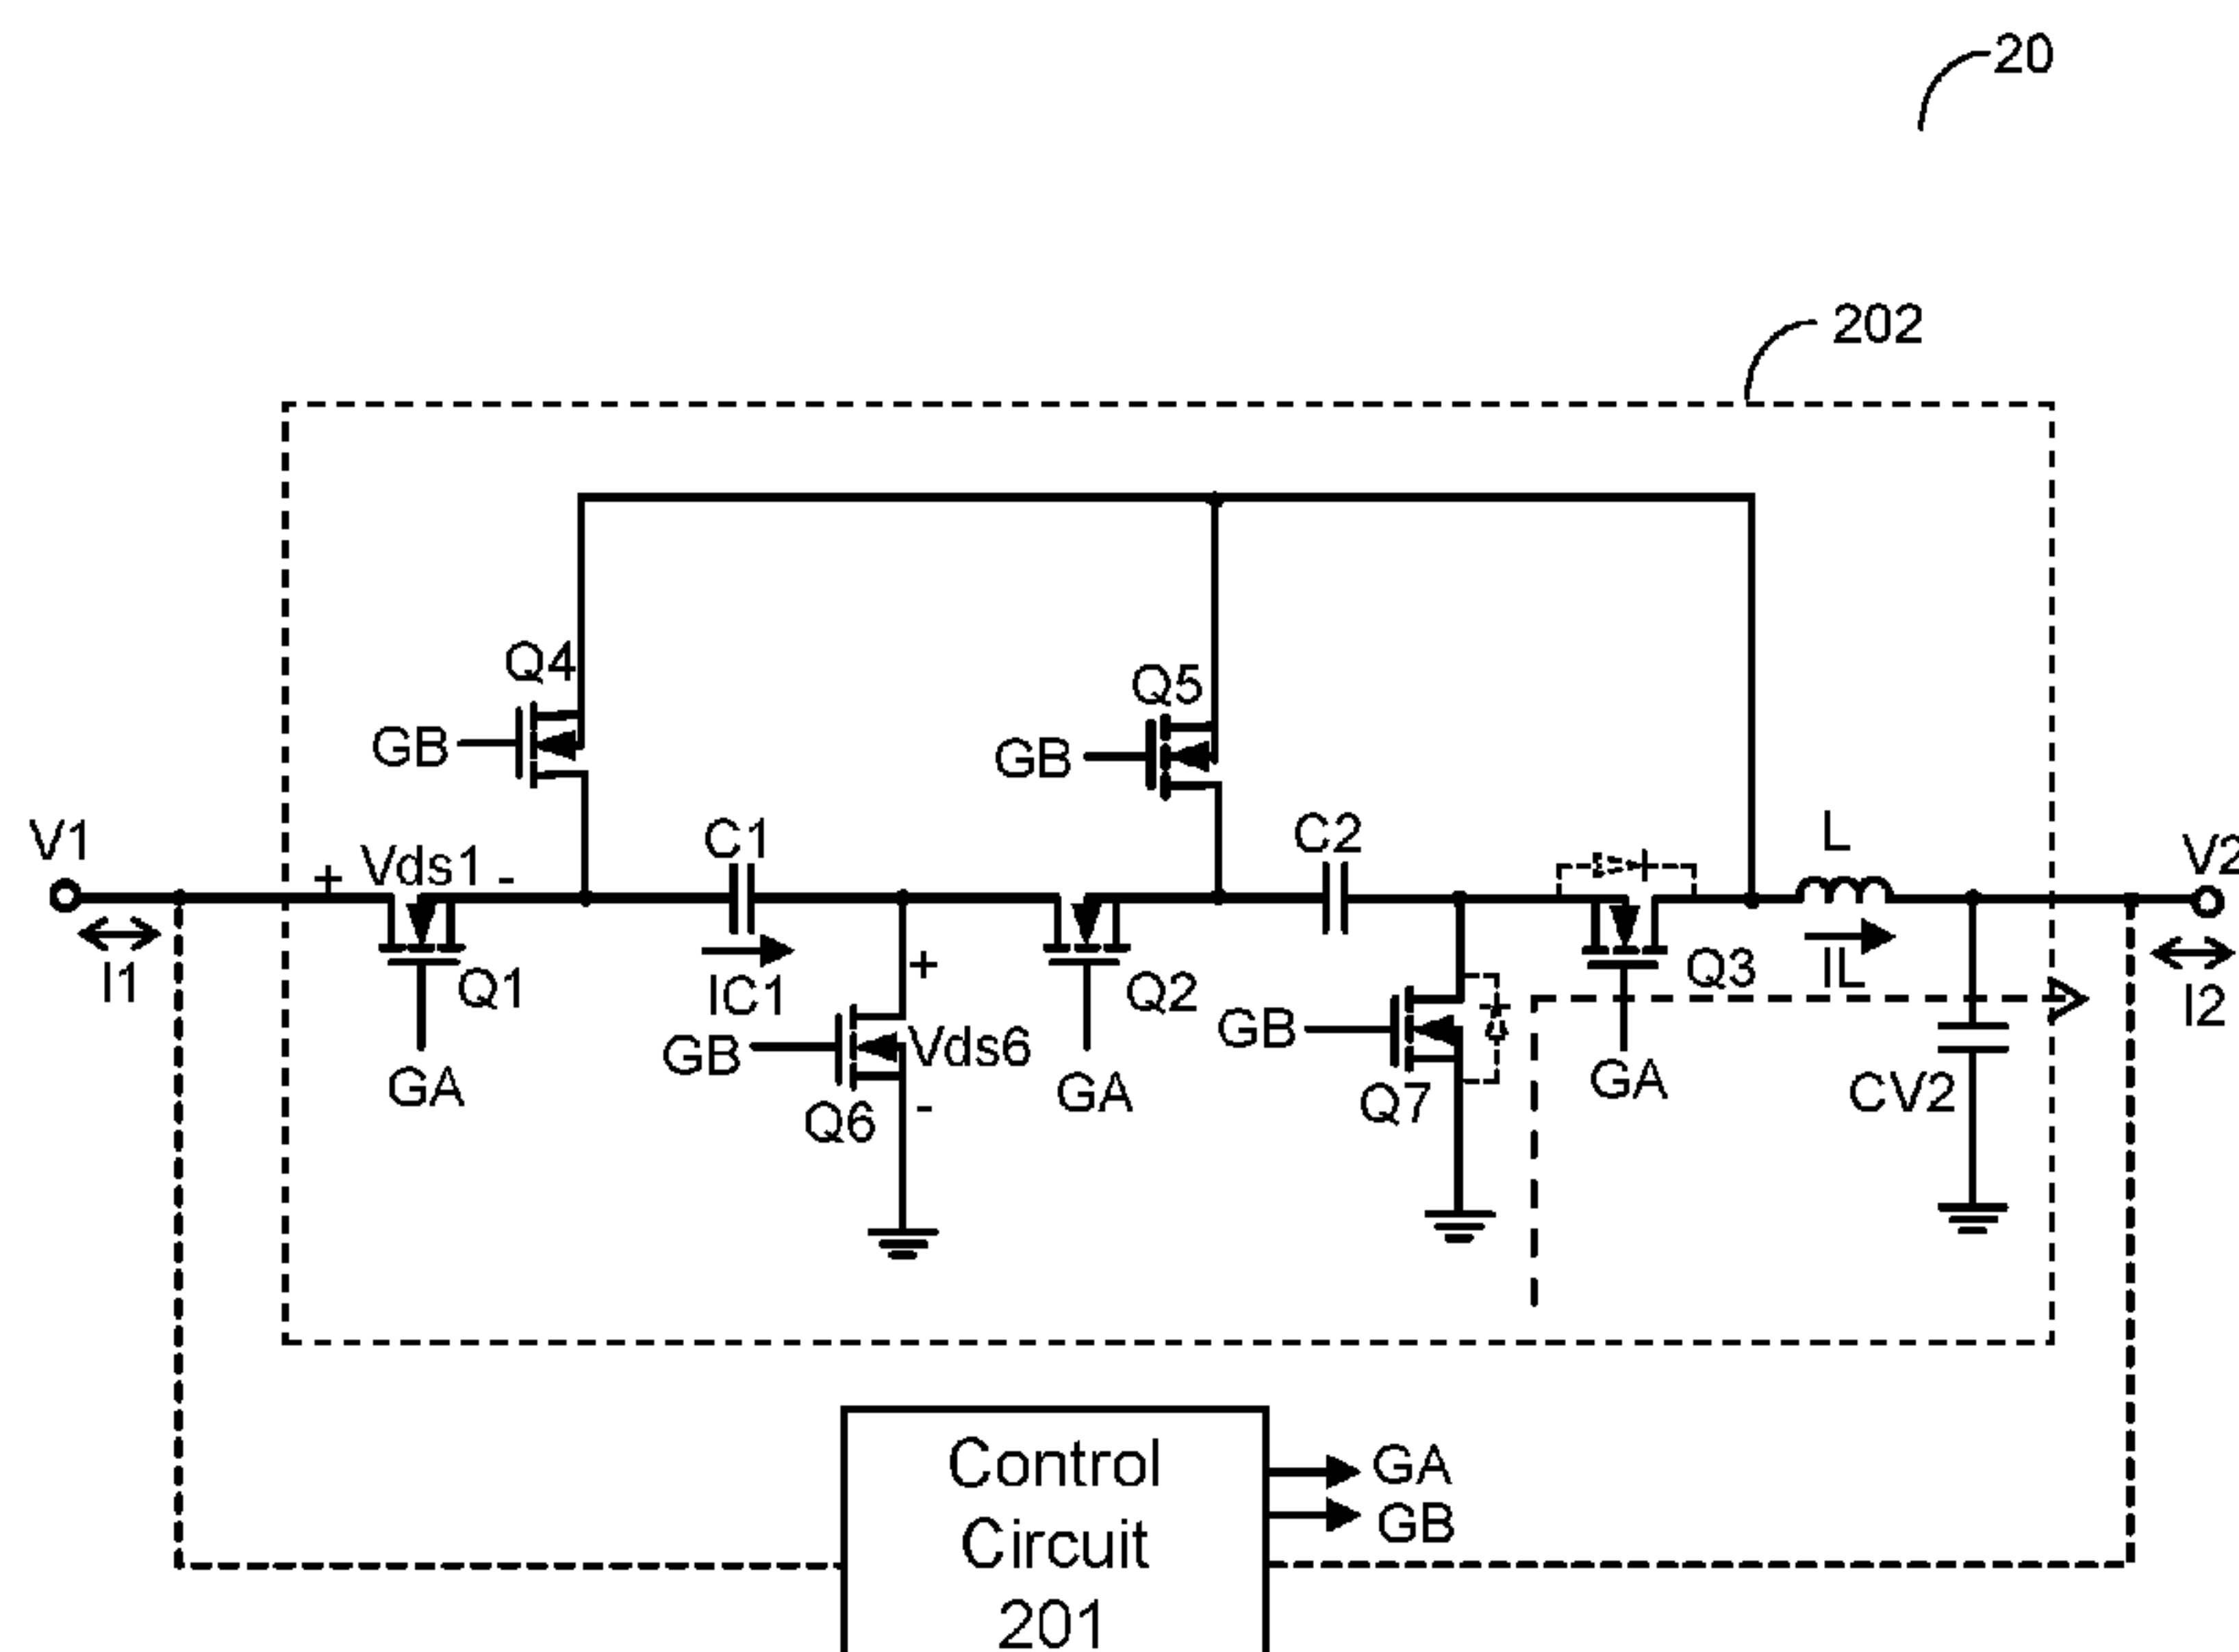 20
202
Q4
Q5
GB
GB
V1
+
Vds1
-
C1
C2
L
V2
I1
Q1
IC1
+
Q2
Q3
IL
I2
GA
GB
Vds6
GB
GA
CV2
Q6
-
GA
Q7
Control
Circuit
201
GA
GB